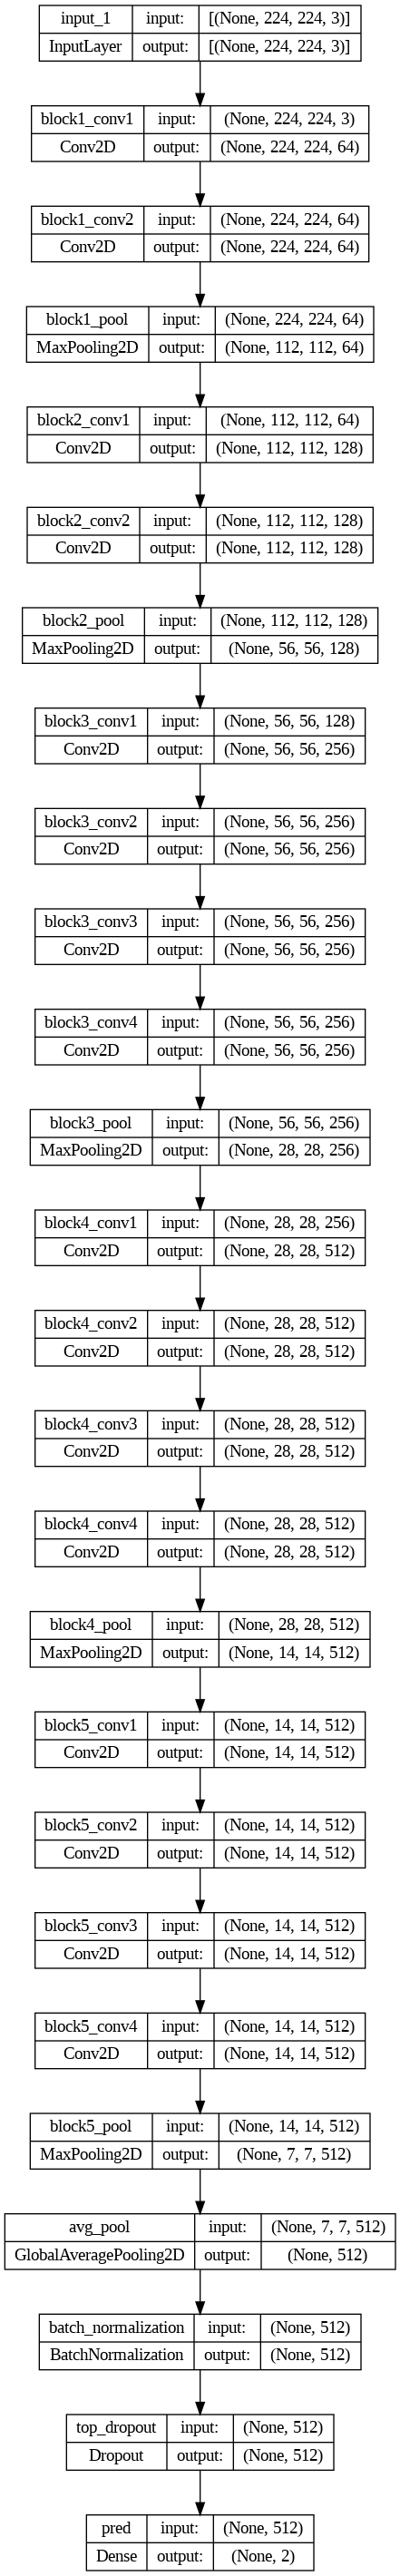 input_1 input: [(None, 224, 224, 3)]
InputLayer output: [(None, 224, 224, 3)]
block1_conv1 input: (None, 224, 224, 3)
Conv2D output: (None, 224, 224, 64)
block1_conv2 input: (None, 224, 224, 64)
Conv2D output: (None, 224, 224, 64)
block1_pool input: (None, 224, 224, 64)
MaxPooling2D output: (None, 112, 112, 64)
block2_conv1 input: (None, 112, 112, 64)
Conv2D output: (None, 112, 112, 128)
block2_conv2 input: (None, 112, 112, 128)
Conv2D output: (None, 112, 112, 128)
block2_pool input: (None, 112, 112, 128)
MaxPooling2D output: (None, 56, 56, 128)
block3_conv1 input: (None, 56, 56, 128)
Conv2D output: (None, 56, 56, 256)
block3_conv2 input: (None, 56, 56, 256)
Conv2D output: (None, 56, 56, 256)
block3_conv3 input: (None, 56, 56, 256)
Conv2D output: (None, 56, 56, 256)
block3_conv4 input: (None, 56, 56, 256)
Conv2D output: (None, 56, 56, 256)
block3_pool input: (None, 56, 56, 256)
MaxPooling2D output: (None, 28, 28, 256)
block4_conv1 input: (None, 28, 28, 256)
Conv2D output: (None, 28, 28, 512)
block4_conv2 input: (None, 28, 28, 512)
Conv2D output: (None, 28, 28, 512)
block4_conv3 input: (None, 28, 28, 512)
Conv2D output: (None, 28, 28, 512)
block4_conv4 input: (None, 28, 28, 512)
Conv2D output: (None, 28, 28, 512)
block4_pool input: (None, 28, 28, 512)
MaxPooling2D output: (None, 14, 14, 512)
block5_conv1 input: (None, 14, 14, 512)
Conv2D output: (None, 14, 14, 512)
block5_conv2 input: (None, 14, 14, 512)
Conv2D output: (None, 14, 14, 512)
block5_conv3 input: (None, 14, 14, 512)
Conv2D output: (None, 14, 14, 512)
block5_conv4 input: (None, 14, 14, 512)
Conv2D output: (None, 14, 14, 512)
block5_pool input: (None, 14, 14, 512)
MaxPooling2D output: (None, 7, 7, 512)
avg_pool input: (None, 7, 7, 512)
GlobalAveragePooling2D output: (None, 512)
batch_normalization input: (None, 512)
BatchNormalization output: (None, 512)
top_dropout input: (None, 512)
Dropout output: (None, 512)
pred input: (None, 512)
Dense output: (None, 2)